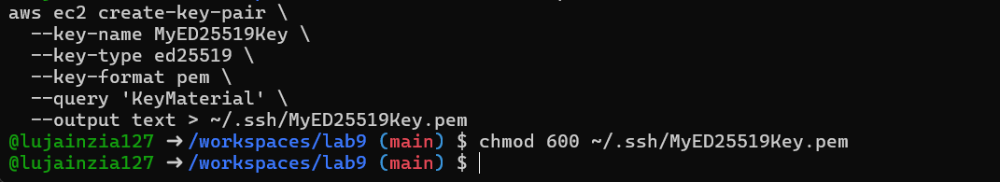 aws ec2 create-key-pair \
  --key-name MyED25519Key \
  --key-type ed25519 \
  --key-format pem \
  --query 'KeyMaterial' \
  --output text > ~/.ssh/MyED25519Key.pem
@lujainzia127 ➜ /workspaces/lab9 (main) $ chmod 600 ~/.ssh/MyED25519Key.pem
@lujainzia127 ➜ /workspaces/lab9 (main) $